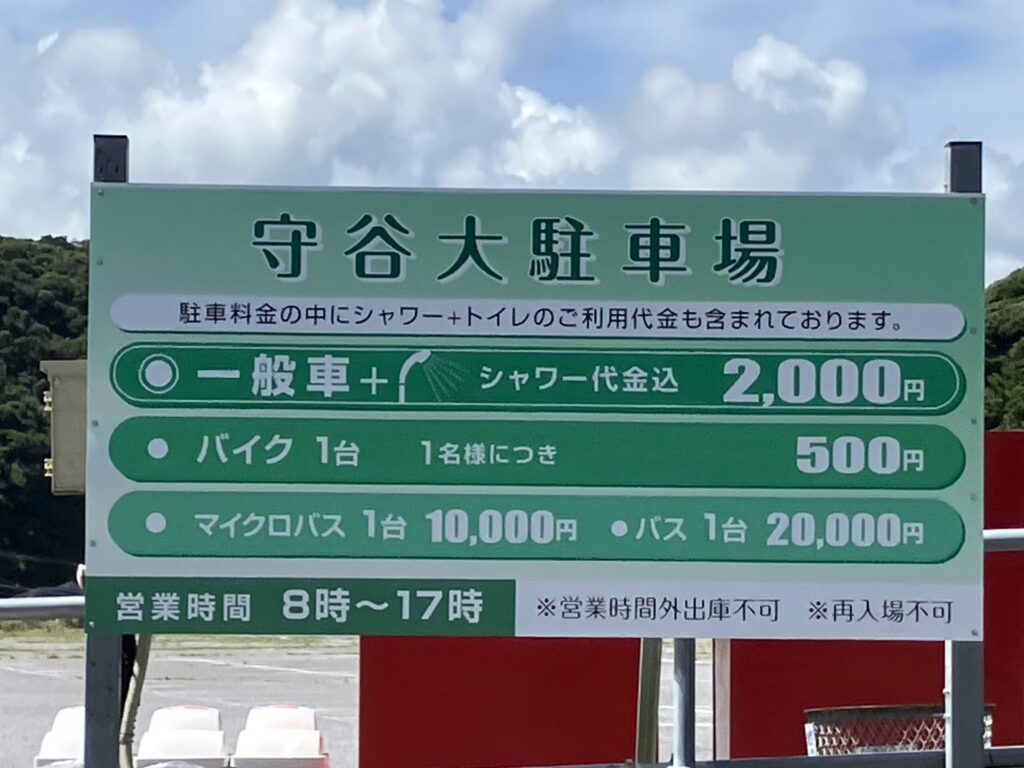 守谷大駐車場
駐車料金の中にシャワー+トイレのご利用代金も含まれております。
一般車+ シャワー代金込 2,000円
バイク 1台 1名様につき 500円
マイクロバス 1台 10,000円 ●バス 1台 20,000円
営業時間 8時～17時 ※営業時間外出庫不可 ※再入場不可